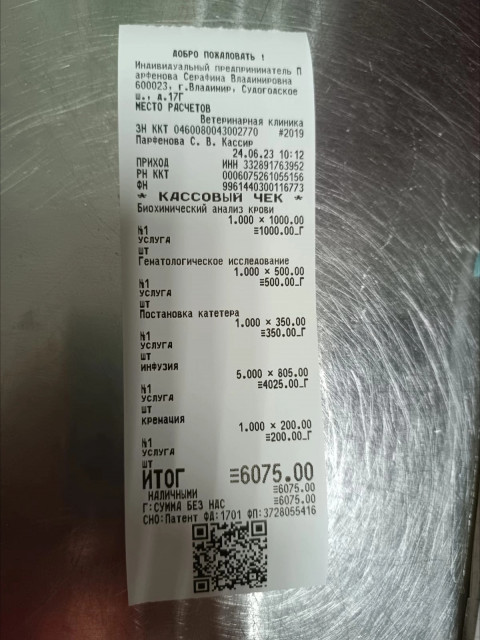 ДОБРО ПОЖАЛОВАТЬ !
Индивидуальный предприниматель П
арфенова Серафина Владимировна
600023, г.Владимир, Судогодское
ш., д.17Г
МЕСТО РАСЧЕТОВ
Ветеринарная клиника
ЗН ККТ 0460080043002770 #2019
Парфенова С. В. Кассир
24.06.23 10:12
ПРИХОД ИНН 332891763952
РН ККТ 0006075261055156
ФН 9961440300116773
* КАССОВЫЙ ЧЕК *
Биохимический анализ крови
1.000 × 1000.00
№1 ≡1000.00_Г
УСЛУГА
ШТ
Гематологическое исследование
1.000 × 500.00
№1 ≡500.00_Г
УСЛУГА
ШТ
Постановка катетера
1.000 × 350.00
№1 ≡350.00_Г
УСЛУГА
ШТ
ИНФУЗИЯ
5.000 × 805.00
№1 ≡4025.00_Г
УСЛУГА
ШТ
кремация
1.000 × 200.00
№1 ≡200.00_Г
УСЛУГА
ШТ
ИТОГ ≡6075.00
НАЛИЧНЫМИ ≡6075.00
Г:СУММА БЕЗ НДС ≡6075.00
СНО:Патент ФД:1701 ФП:3728055416